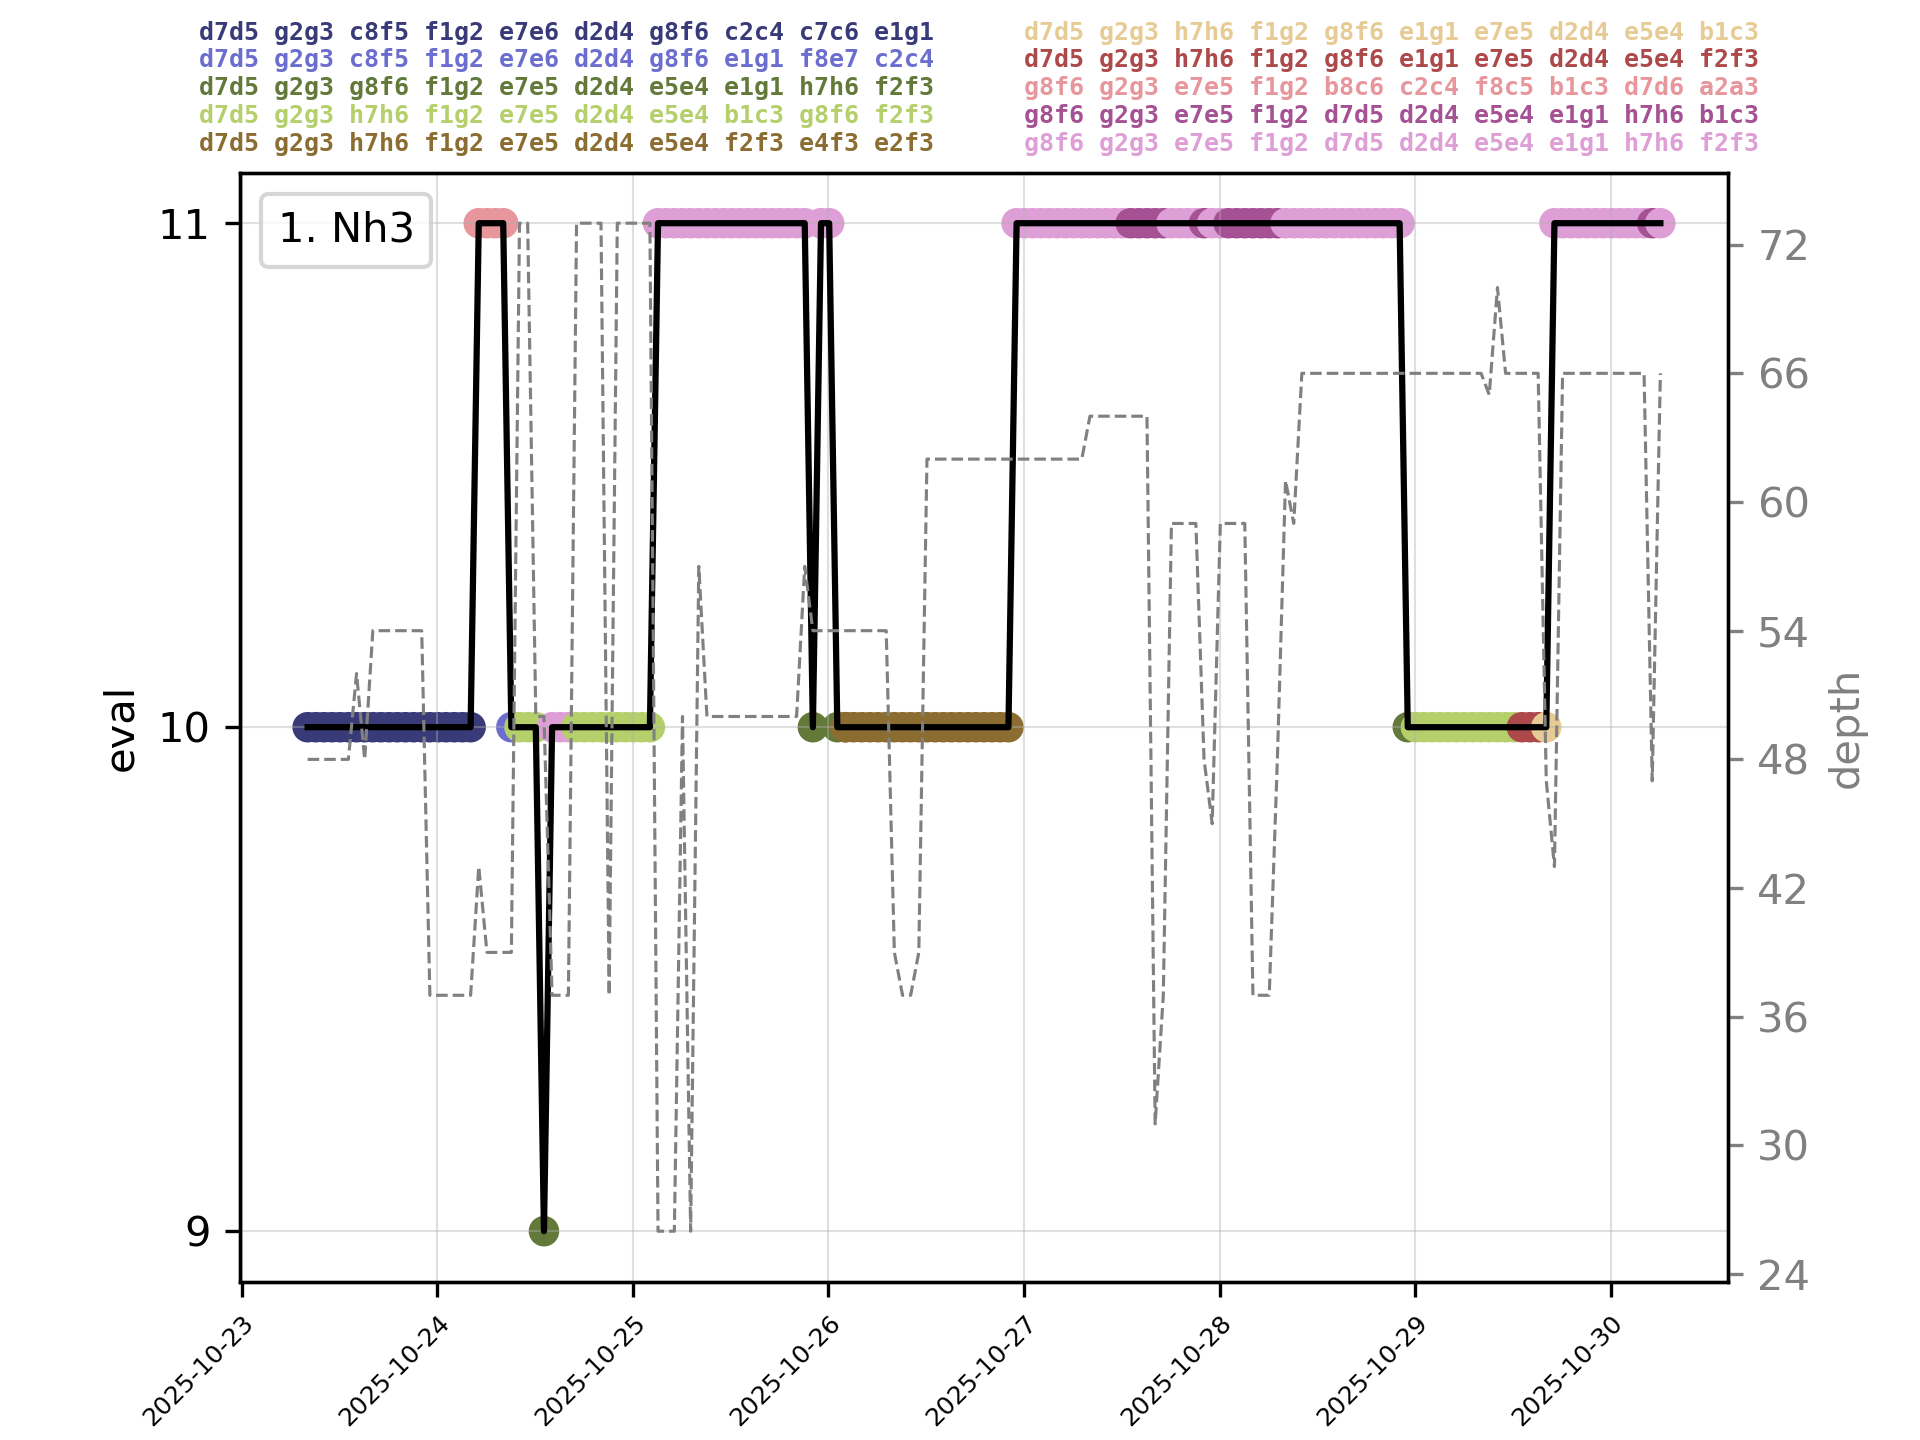 d7d5 g2g3 c8f5 f1g2 e7e6 d2d4 g8f6 c2c4 c7c6 e1g1
d7d5 g2g3 c8f5 f1g2 e7e6 d2d4 g8f6 e1g1 f8e7 c2c4
d7d5 g2g3 g8f6 f1g2 e7e5 d2d4 e5e4 e1g1 h7h6 f2f3
d7d5 g2g3 h7h6 f1g2 e7e5 d2d4 e5e4 b1c3 g8f6 f2f3
d7d5 g2g3 h7h6 f1g2 e7e5 d2d4 e5e4 f2f3 e4f3 e2f3
d7d5 g2g3 h7h6 f1g2 g8f6 e1g1 e7e5 d2d4 e5e4 b1c3
d7d5 g2g3 h7h6 f1g2 g8f6 e1g1 e7e5 d2d4 e5e4 f2f3
g8f6 g2g3 e7e5 f1g2 b8c6 c2c4 f8c5 b1c3 d7d6 a2a3
g8f6 g2g3 e7e5 f1g2 d7d5 d2d4 e5e4 e1g1 h7h6 b1c3
g8f6 g2g3 e7e5 f1g2 d7d5 d2d4 e5e4 e1g1 h7h6 f2f3
1. Nh3
eval
11
10
9
72
66
60
54
48
42
36
30
24
depth
2025-10-23
2025-10-24
2025-10-25
2025-10-26
2025-10-27
2025-10-28
2025-10-29
2025-10-30